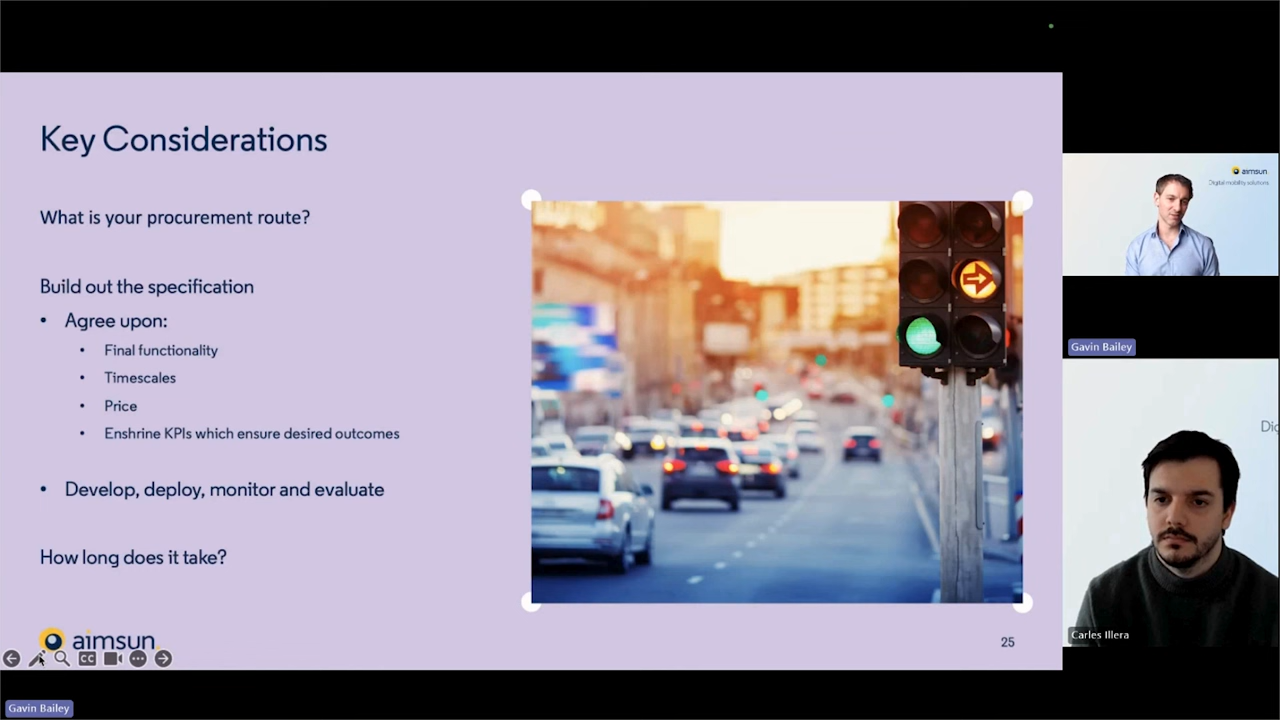 Key Considerations
What is your procurement route?
Build out the specification
• Agree upon:
• Final functionality
• Timescales
• Price
• Enshrine KPIs which ensure desired outcomes
• Develop, deploy, monitor and evaluate
How long does it take?
aimsun.
25
CC
Gavin Bailey
aimsun.
Digital mobility solutions
Gavin Bailey
Dig
Carles Illera